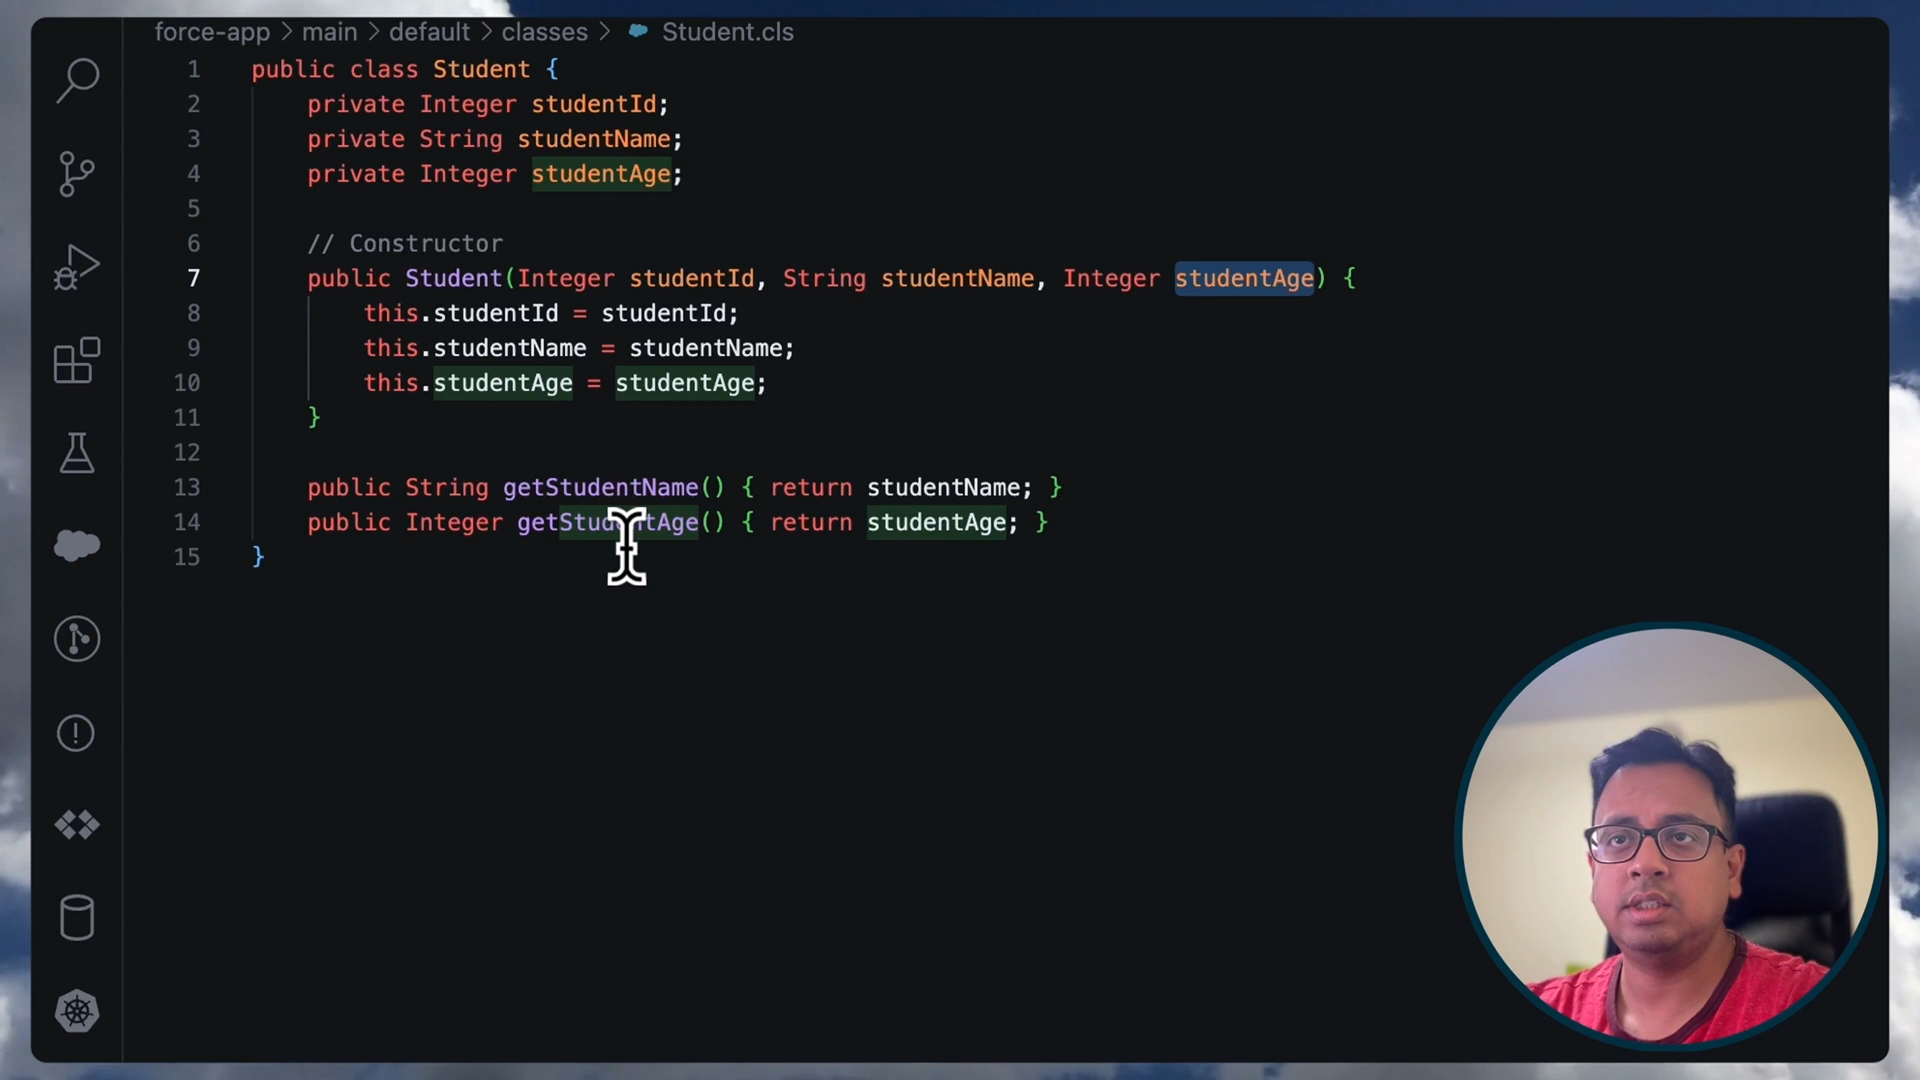 force-app > main > default > classes > Student.cls
1 public class Student {
2 private Integer studentId;
3 private String studentName;
4 private Integer studentAge;
5
6 // Constructor
7 public Student(Integer studentId, String studentName, Integer studentAge) {
8 this.studentId = studentId;
9 this.studentName = studentName;
10 this.studentAge = studentAge;
11 }
12
13 public String getStudentName() { return studentName; }
14 public Integer getStudentAge() { return studentAge; }
15 }